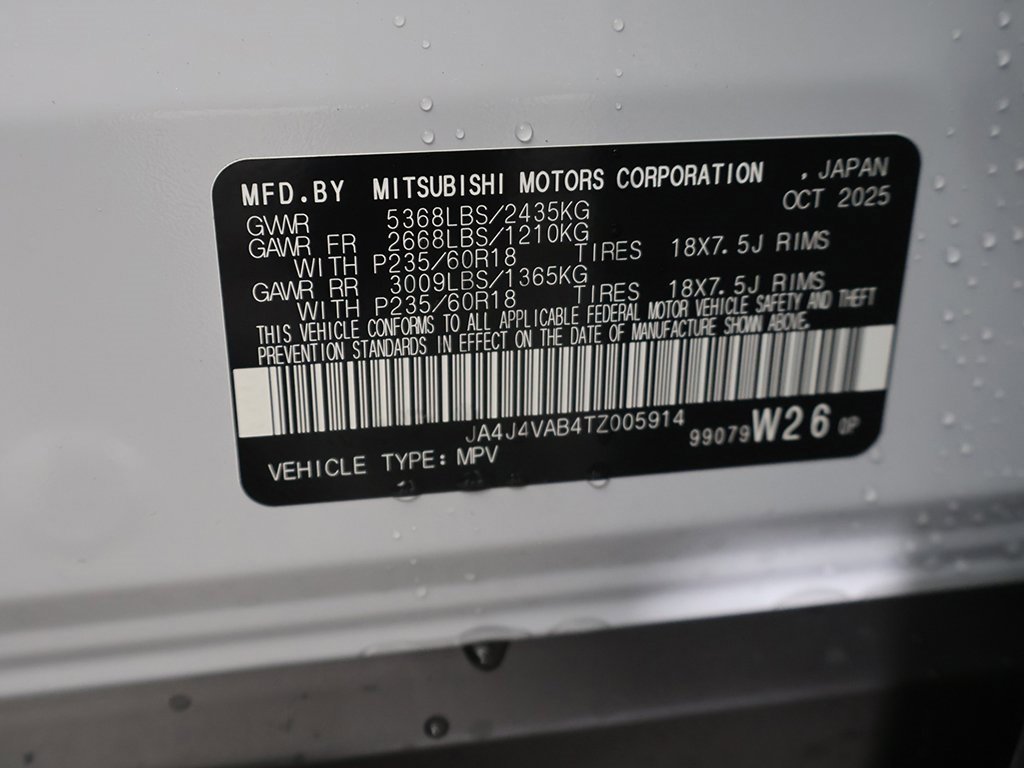 MFD.BY MITSUBISHI MOTORS CORPORATION , JAPAN
OCT 2025
GVWR 5368LBS/2435KG
GAWR FR 2668LBS/1210KG
WITH P235/60R18 TIRES 18X7.5J RIMS
GAWR RR 3009LBS/1365KG
WITH P235/60R18 TIRES 18X7.5J RIMS
THIS VEHICLE CONFORMS TO ALL APPLICABLE FEDERAL MOTOR VEHICLE SAFETY AND THEFT
PREVENTION STANDARDS IN EFFECT ON THE DATE OF MANUFACTURE SHOWN ABOVE.
JA4J4VAB4TZ005914
99079 W26 0P
VEHICLE TYPE: MPV